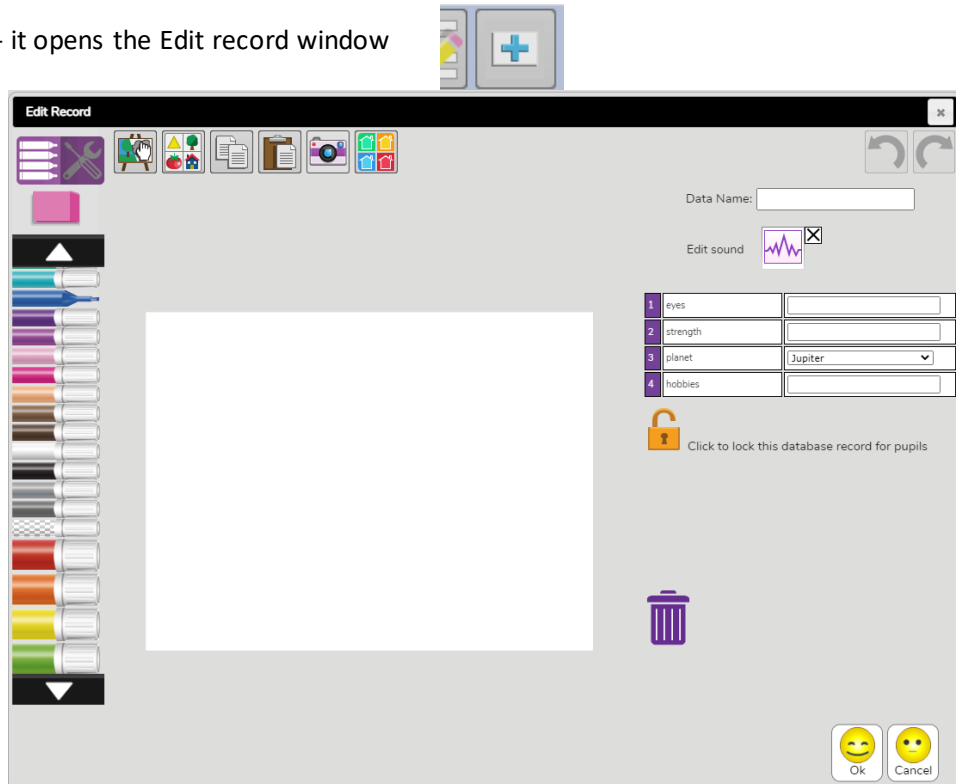 - it opens the Edit record window
Edit Record
Data Name:
Edit sound
1 eyes
2 strength
3 planet Jupiter
4 hobbies
Click to lock this database record for pupils
Ok Cancel